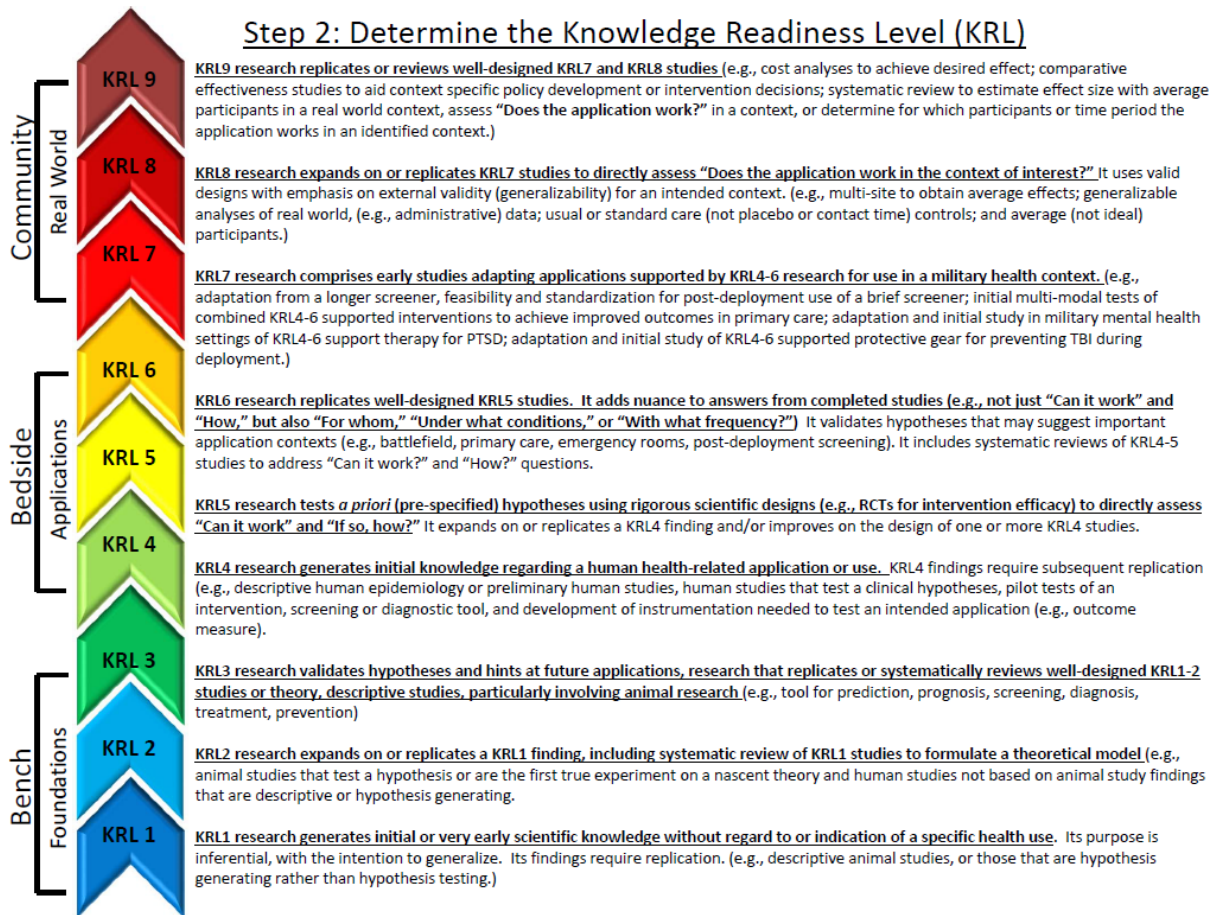 Step 2: Determine the Knowledge Readiness Level (KRL)
KRL 9
KRL9 research replicates or reviews well-designed KRL7 and KRL8 studies (e.g., cost analyses to achieve desired effect; comparative
effectiveness studies to aid context specific policy development or intervention decisions; systematic review to estimate effect size with average
participants in a real world context, assess “Does the application work?” in a context, or determine for which participants or time period the
application works in an identified context.)
Community
Real World
KRL 8
KRL8 research expands on or replicates KRL7 studies to directly assess “Does the application work in the context of interest?” It uses valid
designs with emphasis on external validity (generalizability) for an intended context. (e.g., multi-site to obtain average effects; generalizable
analyses of real world, (e.g., administrative) data; usual or standard care (not placebo or contact time) controls; and average (not ideal)
participants.)
KRL 7
KRL7 research comprises early studies adapting applications supported by KRL4-6 research for use in a military health context. (e.g.,
adaptation from a longer screener, feasibility and standardization for post-deployment use of a brief screener; initial multi-modal tests of
combined KRL4-6 supported interventions to achieve improved outcomes in primary care; adaptation and initial study in military mental health
settings of KRL4-6 support therapy for PTSD; adaptation and initial study of KRL4-6 supported protective gear for preventing TBI during
deployment.)
KRL 6
KRL6 research replicates well-designed KRL5 studies.  It adds nuance to answers from completed studies (e.g., not just “Can it work” and
“How,” but also “For whom,” “Under what conditions,” or “With what frequency?”)  It validates hypotheses that may suggest important
application contexts (e.g., battlefield, primary care, emergency rooms, post-deployment screening). It includes systematic reviews of KRL4-5
studies to address “Can it work?” and “How?” questions.
Bedside
Applications
KRL 5
KRL5 research tests a priori (pre-specified) hypotheses using rigorous scientific designs (e.g., RCTs for intervention efficacy) to directly assess
“Can it work” and “If so, how?” It expands on or replicates a KRL4 finding and/or improves on the design of one or more KRL4 studies.
KRL 4
KRL4 research generates initial knowledge regarding a human health-related application or use.  KRL4 findings require subsequent replication
(e.g., descriptive human epidemiology or preliminary human studies, human studies that test a clinical hypotheses, pilot tests of an
intervention, screening or diagnostic tool, and development of instrumentation needed to test an intended application (e.g., outcome
measure).
KRL 3
KRL3 research validates hypotheses and hints at future applications, research that replicates or systematically reviews well-designed KRL1-2
studies or theory, descriptive studies, particularly involving animal research (e.g., tool for prediction, prognosis, screening, diagnosis,
treatment, prevention)
Bench
Foundations
KRL 2
KRL2 research expands on or replicates a KRL1 finding, including systematic review of KRL1 studies to formulate a theoretical model (e.g.,
animal studies that test a hypothesis or are the first true experiment on a nascent theory and human studies not based on animal study findings
that are descriptive or hypothesis generating.
KRL 1
KRL1 research generates initial or very early scientific knowledge without regard to or indication of a specific health use.  Its purpose is
inferential, with the intention to generalize.  Its findings require replication. (e.g., descriptive animal studies, or those that are hypothesis
generating rather than hypothesis testing.)